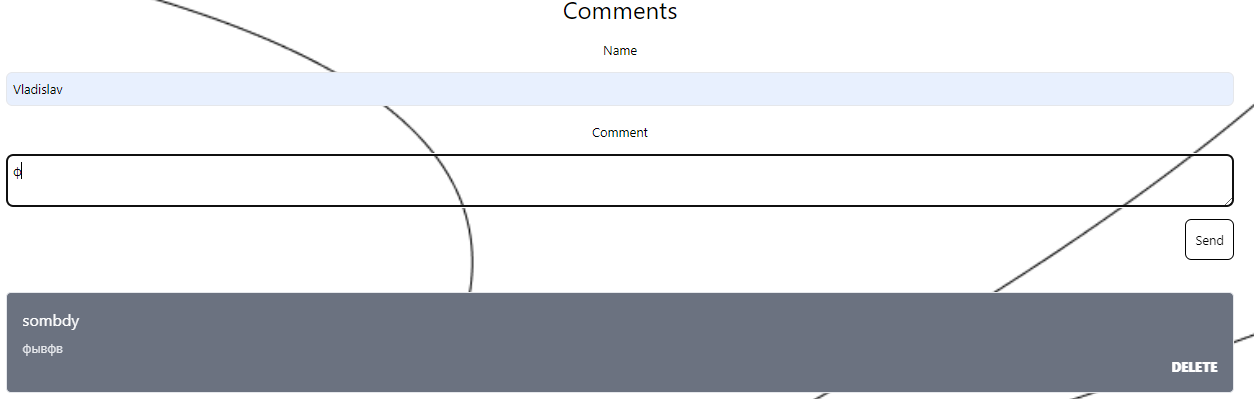 Comments
Name
Vladislav
Comment
ф
Send
sombdy
фывфв
DELETE